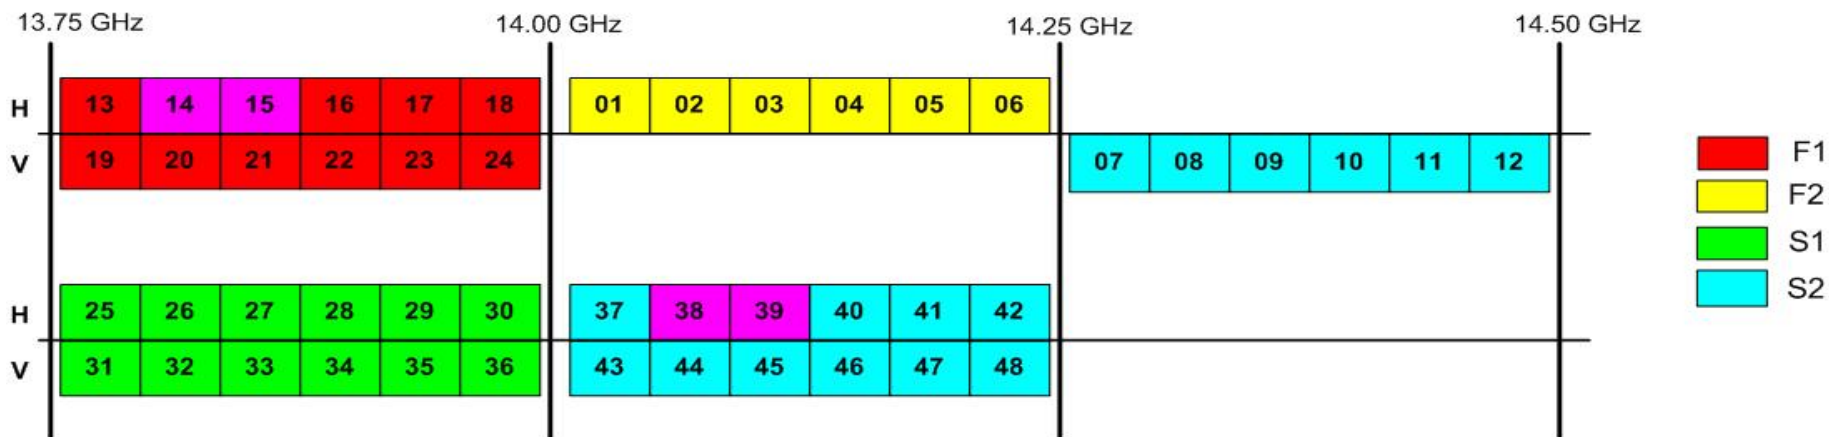 13.75 GHz 14.00 GHz 14.25 GHz 14.50 GHz
H 13 14 15 16 17 18 01 02 03 04 05 06
V 19 20 21 22 23 24 07 08 09 10 11 12
F1
F2
S1
S2
H 25 26 27 28 29 30 37 38 39 40 41 42
V 31 32 33 34 35 36 43 44 45 46 47 48